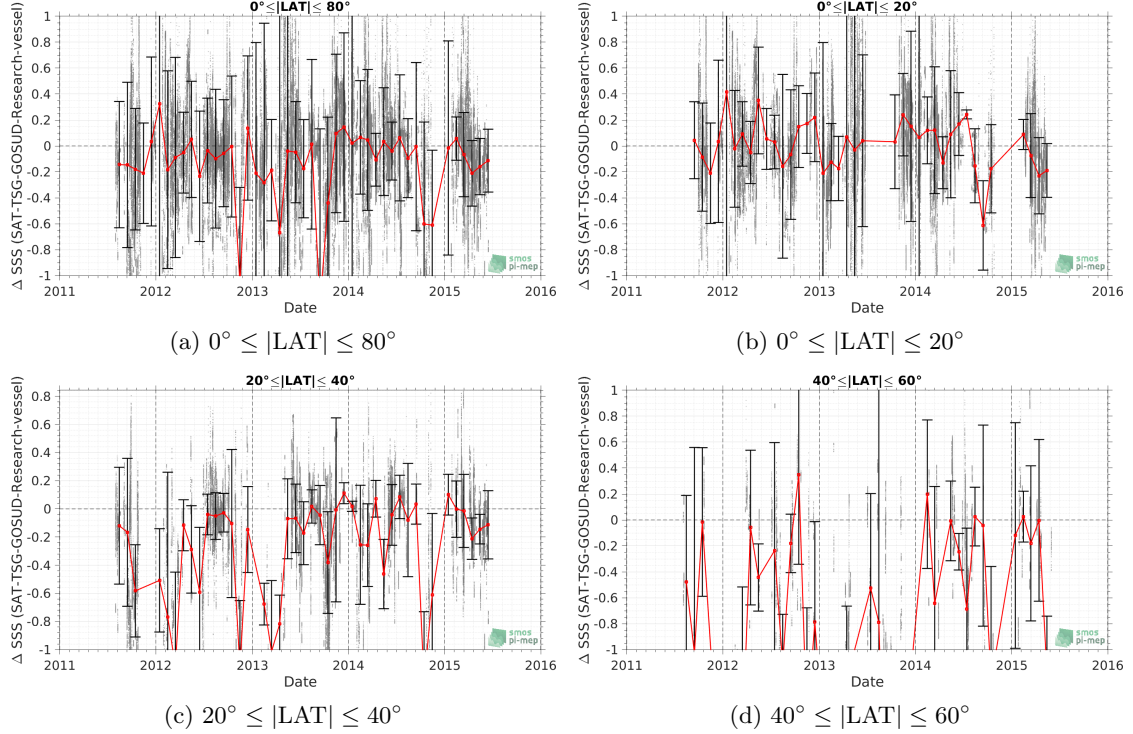 0°≤|LAT|≤ 80°
Δ SSS (SAT-TSG-GOSUD-Research-vessel)
1
0.8
0.6
0.4
0.2
0
-0.2
-0.4
-0.6
-0.8
-1
2011 2012 2013 2014 2015 2016
Date
smos
pi-mep
(a) 0° ≤ |LAT| ≤ 80°
0°≤|LAT|≤ 20°
Δ SSS (SAT-TSG-GOSUD-Research-vessel)
1
0.8
0.6
0.4
0.2
0
-0.2
-0.4
-0.6
-0.8
-1
2011 2012 2013 2014 2015 2016
Date
smos
pi-mep
(b) 0° ≤ |LAT| ≤ 20°
20°≤|LAT|≤ 40°
Δ SSS (SAT-TSG-GOSUD-Research-vessel)
0.8
0.6
0.4
0.2
0
-0.2
-0.4
-0.6
-0.8
-1
2011 2012 2013 2014 2015 2016
Date
smos
pi-mep
(c) 20° ≤ |LAT| ≤ 40°
40°≤|LAT|≤ 60°
Δ SSS (SAT-TSG-GOSUD-Research-vessel)
1
0.8
0.6
0.4
0.2
0
-0.2
-0.4
-0.6
-0.8
-1
2011 2012 2013 2014 2015 2016
Date
smos
pi-mep
(d) 40° ≤ |LAT| ≤ 60°